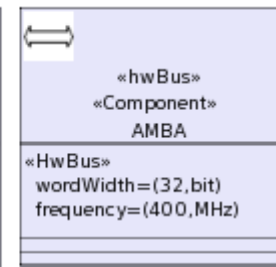 «hwBus»
«Component»
AMBA
«HwBus»
wordWidth=(32,bit)
frequency=(400,MHz)